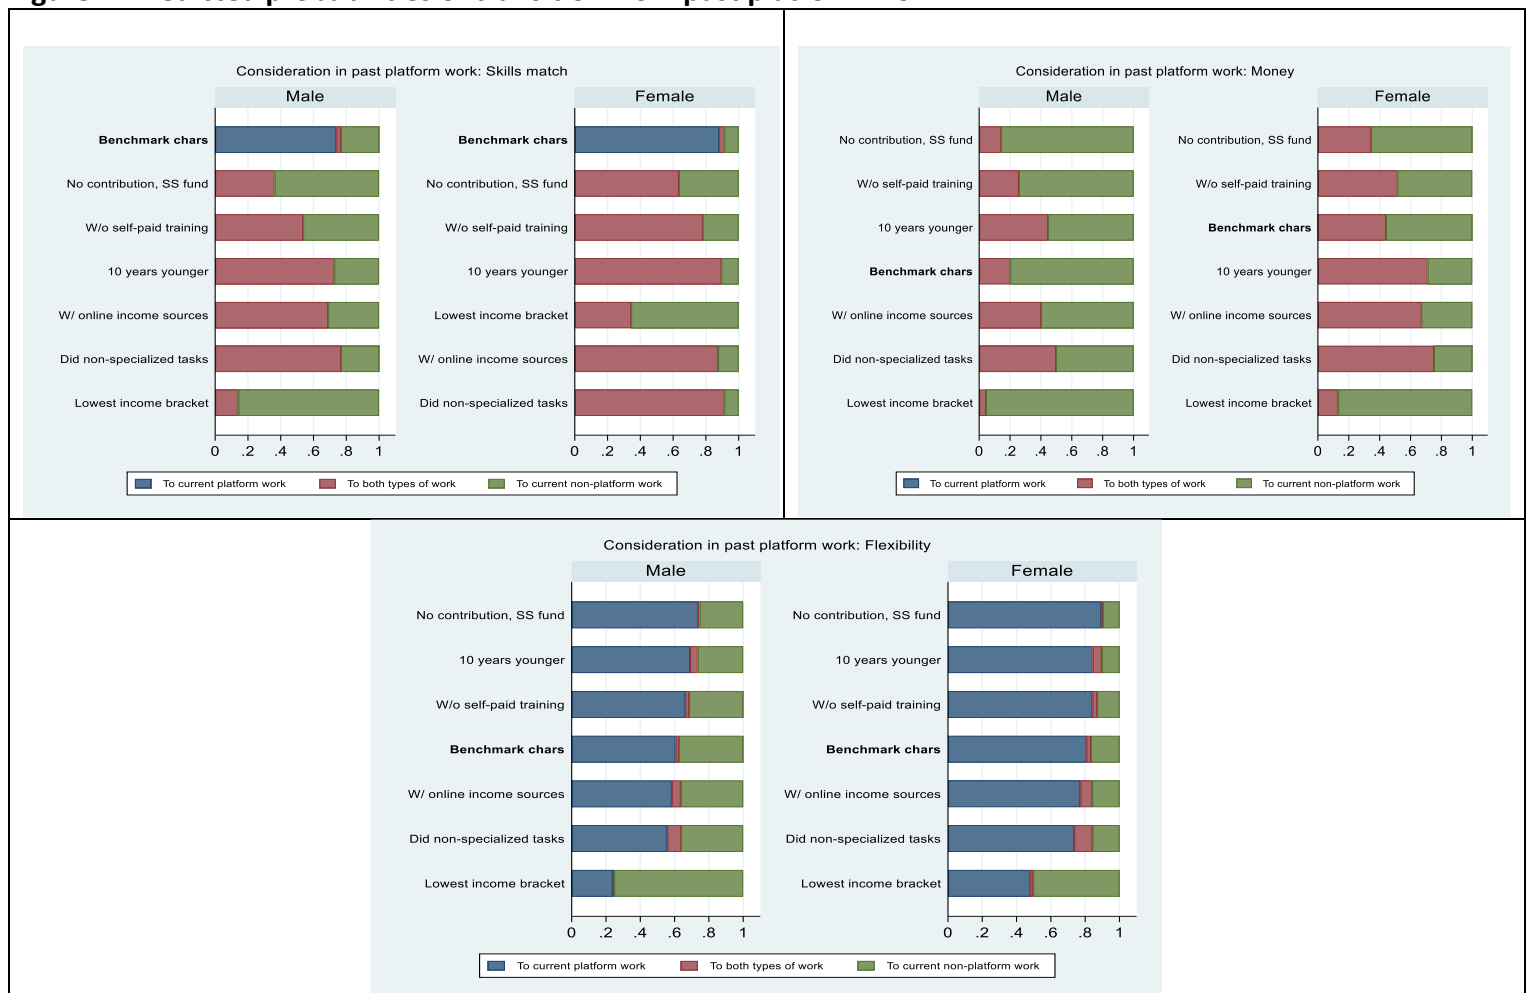 Consideration in past platform work: Skills match
Male
Female
Benchmark chars
No contribution, SS fund
W/o self-paid training
10 years younger
W/ online income sources
Did non-specialized tasks
Lowest income bracket
0 .2 .4 .6 .8 1
Benchmark chars
No contribution, SS fund
W/o self-paid training
10 years younger
Lowest income bracket
W/ online income sources
Did non-specialized tasks
0 .2 .4 .6 .8 1
To current platform work To both types of work To current non-platform work
Consideration in past platform work: Money
Male
Female
No contribution, SS fund
W/o self-paid training
10 years younger
Benchmark chars
W/ online income sources
Did non-specialized tasks
Lowest income bracket
0 .2 .4 .6 .8 1
No contribution, SS fund
W/o self-paid training
Benchmark chars
10 years younger
W/ online income sources
Did non-specialized tasks
Lowest income bracket
0 .2 .4 .6 .8 1
To current platform work To both types of work To current non-platform work
Consideration in past platform work: Flexibility
Male
Female
No contribution, SS fund
10 years younger
W/o self-paid training
Benchmark chars
W/ online income sources
Did non-specialized tasks
Lowest income bracket
0 .2 .4 .6 .8 1
No contribution, SS fund
10 years younger
W/o self-paid training
Benchmark chars
W/ online income sources
Did non-specialized tasks
Lowest income bracket
0 .2 .4 .6 .8 1
To current platform work To both types of work To current non-platform work